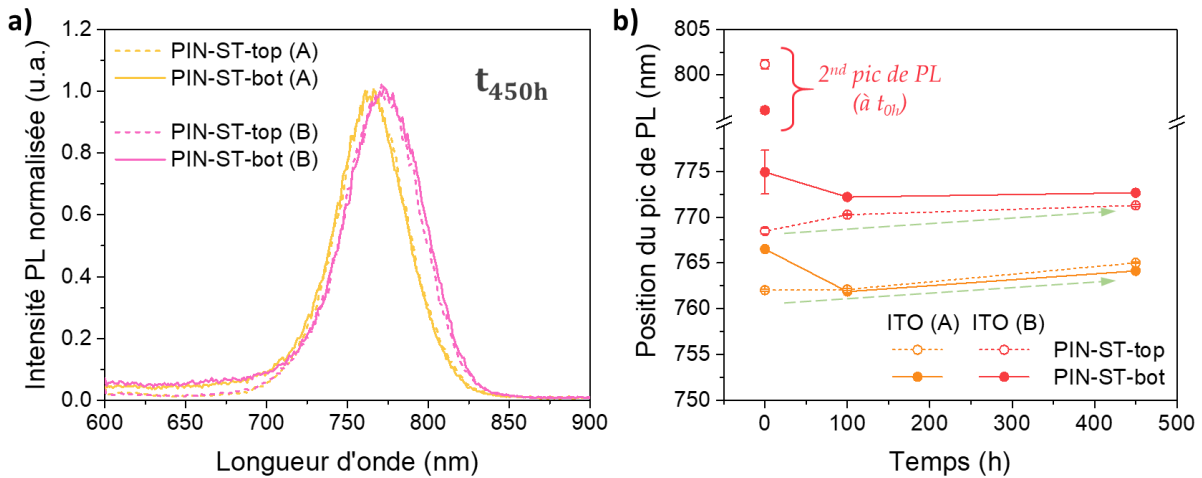 a)
PIN-ST-top (A)
PIN-ST-bot (A)
PIN-ST-top (B)
PIN-ST-bot (B)
t450h
Intensité PL normalisée (u.a.)
1.2
1.0
0.8
0.6
0.4
0.2
0.0
600 650 700 750 800 850 900
Longueur d'onde (nm)
b)
2nd pic de PL
(à t0h)
Position du pic de PL (nm)
805
800
775
770
765
760
755
750
ITO (A) ITO (B)
PIN-ST-top
PIN-ST-bot
0 100 200 300 400 500
Temps (h)